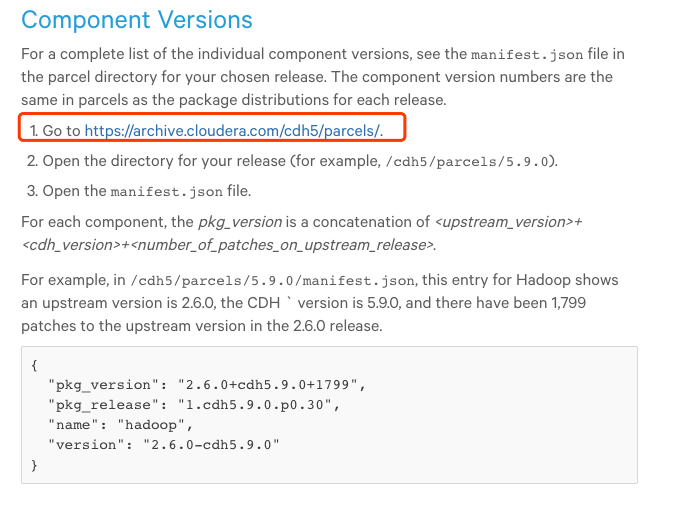 Component Versions
For a complete list of the individual component versions, see the manifest.json file in
the parcel directory for your chosen release. The component version numbers are the
same in parcels as the package distributions for each release.
1. Go to https://archive.cloudera.com/cdh5/parcels/.
2. Open the directory for your release (for example, /cdh5/parcels/5.9.0).
3. Open the manifest.json file.
For each component, the pkg_version is a concatenation of <upstream_version>+
<cdh_version>+<number_of_patches_on_upstream_release>.
For example, in /cdh5/parcels/5.9.0/manifest.json, this entry for Hadoop shows
an upstream version is 2.6.0, the CDH ` version is 5.9.0, and there have been 1,799
patches to the upstream version in the 2.6.0 release.
{
  "pkg_version": "2.6.0+cdh5.9.0+1799",
  "pkg_release": "1.cdh5.9.0.p0.30",
  "name": "hadoop",
  "version": "2.6.0-cdh5.9.0"
}